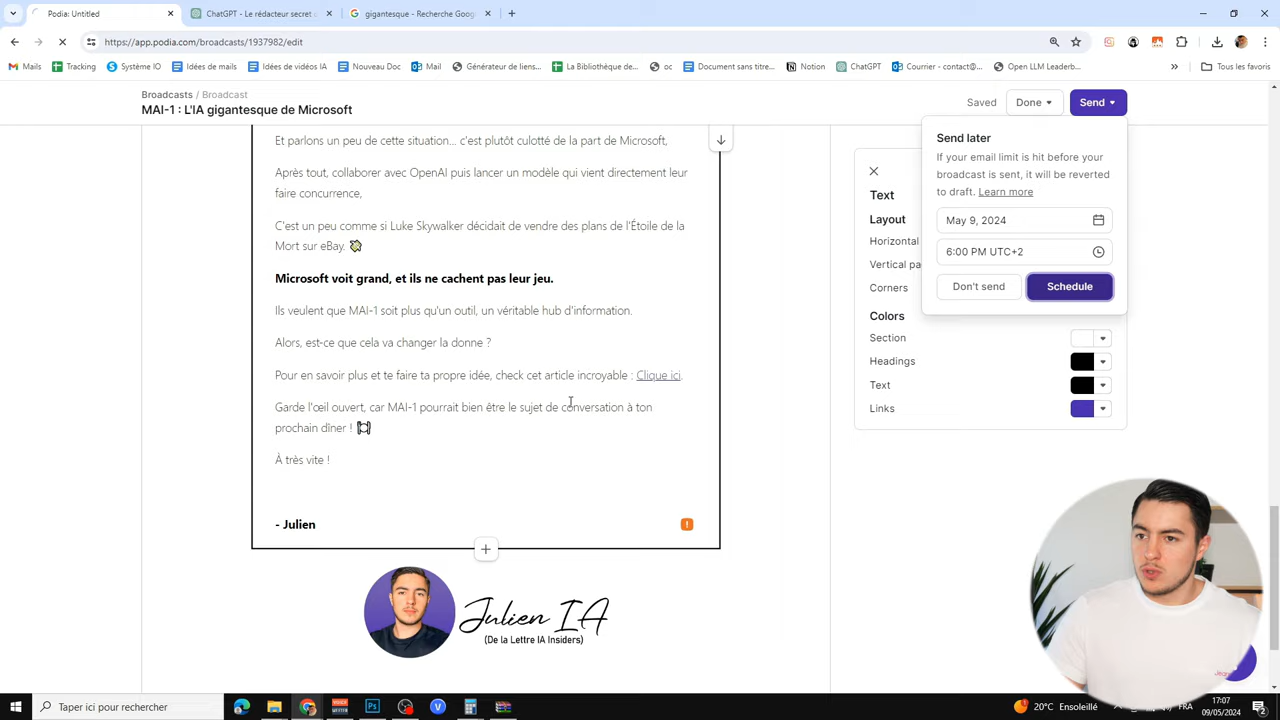 Podia: Untitled
ChatGPT - Le rédacteur secret d
gigantesque - Recherche Googl
https://app.podia.com/broadcasts/1937982/edit
Mails
Tracking
Système IO
Idées de mails
Idées de vidéos IA
Nouveau Doc
Mail
Générateur de liens...
La Bibliothèque de...
oc
Document sans titre...
Notion
ChatGPT
Courrier - contact@...
Open LLM Leaderb...
Tous les favoris
Broadcasts / Broadcast
MAI-1 : L'IA gigantesque de Microsoft
Saved
Done
Send
Et parlons un peu de cette situation... c'est plutôt culotté de la part de Microsoft,
Après tout, collaborer avec OpenAI puis lancer un modèle qui vient directement leur
faire concurrence,
C'est un peu comme si Luke Skywalker décidait de vendre des plans de l'Étoile de la
Mort sur eBay.
Microsoft voit grand, et ils ne cachent pas leur jeu.
Ils veulent que MAI-1 soit plus qu'un outil, un véritable hub d'information.
Alors, est-ce que cela va changer la donne ?
Pour en savoir plus et te faire ta propre idée, check cet article incroyable : Clique ici.
Garde l'œil ouvert, car MAI-1 pourrait bien être le sujet de conversation à ton
prochain dîner !
À très vite !
- Julien
Julien IA
(De la Lettre IA Insiders)
Send later
If your email limit is hit before your
broadcast is sent, it will be reverted
to draft. Learn more
May 9, 2024
6:00 PM UTC+2
Don't send
Schedule
Text
Layout
Horizontal
Vertical pa
Corners
Colors
Section
Headings
Text
Links
Taper ici pour rechercher
20°C Ensoleillé
FRA
17:07
09/05/2024